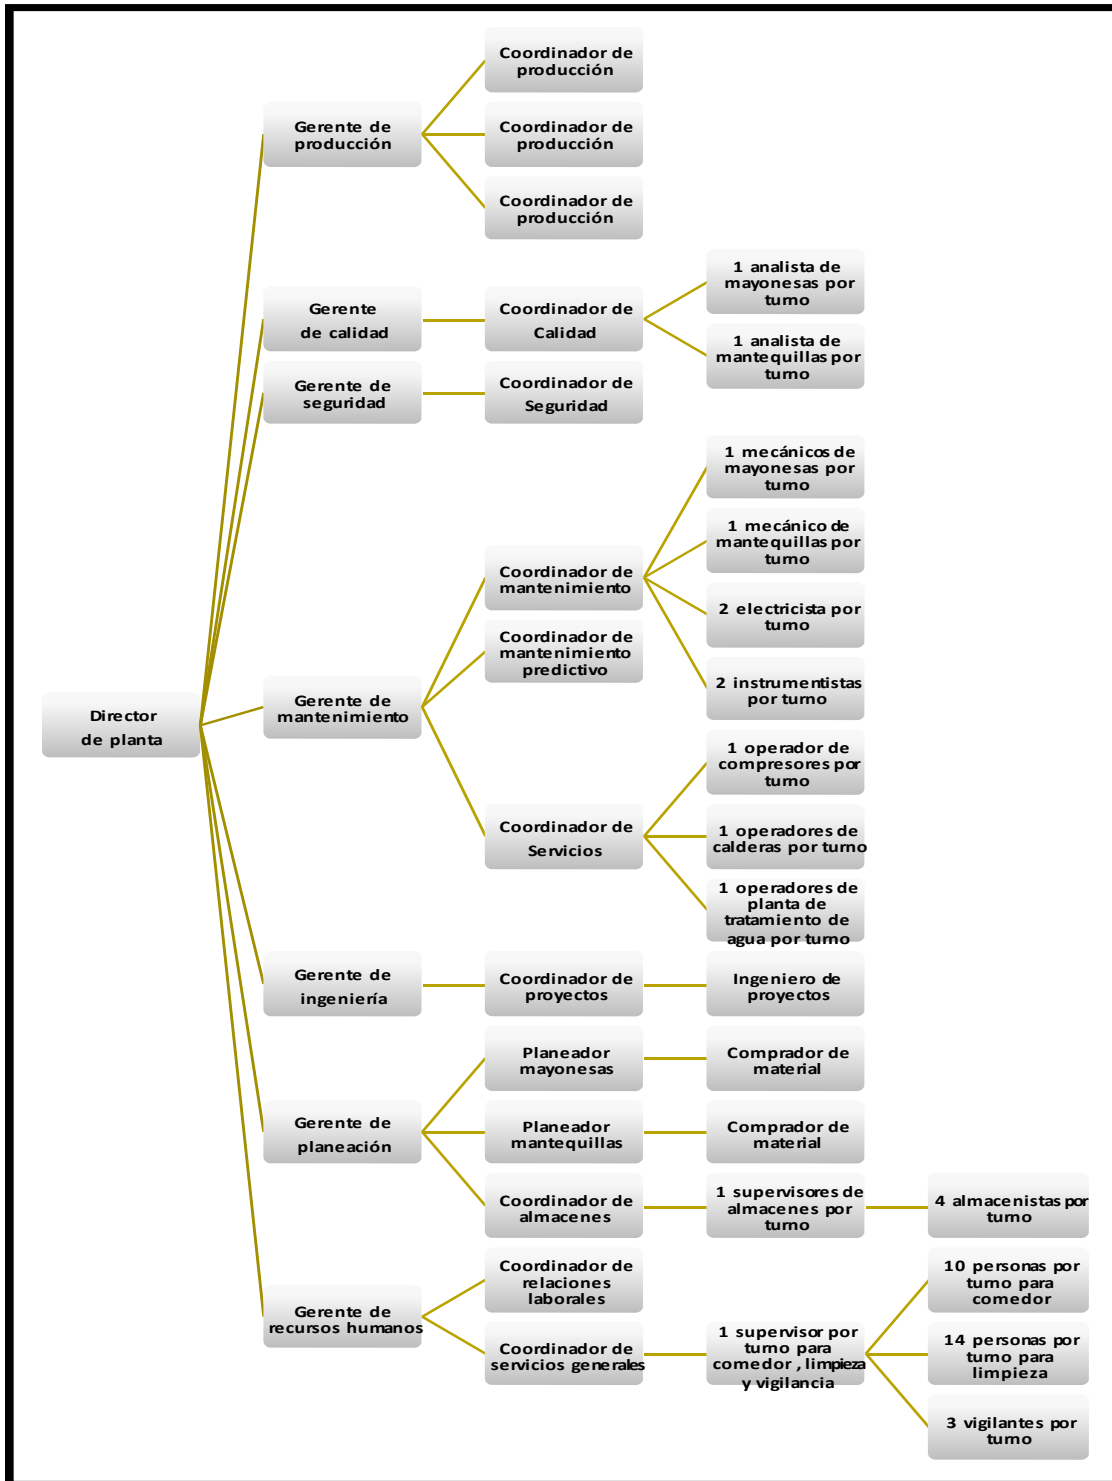 Coordinador de
producción
Gerente de
producción
Coordinador de
producción
Coordinador de
producción
1 analista de
mayonesas por
turno
Gerente
de calidad
Coordinador de
Calidad
1 analista de
mantequillas por
turno
Gerente de
seguridad
Coordinador de
Seguridad
1 mecánicos de
mayonesas por
turno
1 mecánico de
mantequillas por
turno
Coordinador de
mantenimiento
2 electricista por
turno
Coordinador de
mantenimiento
predictivo
2 instrumentistas
por turno
Gerente de
mantenimiento
Director
de planta
1 operador de
compresores por
turno
Coordinador de
Servicios
1 operadores de
calderas por turno
1 operadores de
planta de
tratamiento de
agua por turno
Gerente de
ingeniería
Coordinador de
proyectos
Ingeniero de
proyectos
Planeador
mayonesas
Comprador de
material
Gerente de
planeación
Planeador
mantequillas
Comprador de
material
Coordinador de
almacenes
1 supervisores de
almacenes por
turno
4 almacenistas por
turno
Coordinador de
relaciones
laborales
10 personas por
turno para
comedor
Gerente de
recursos humanos
Coordinador de
servicios generales
1 supervisor por
turno para
comedor , limpieza
y vigilancia
14 personas por
turno para
limpieza
3 vigilantes por
turno